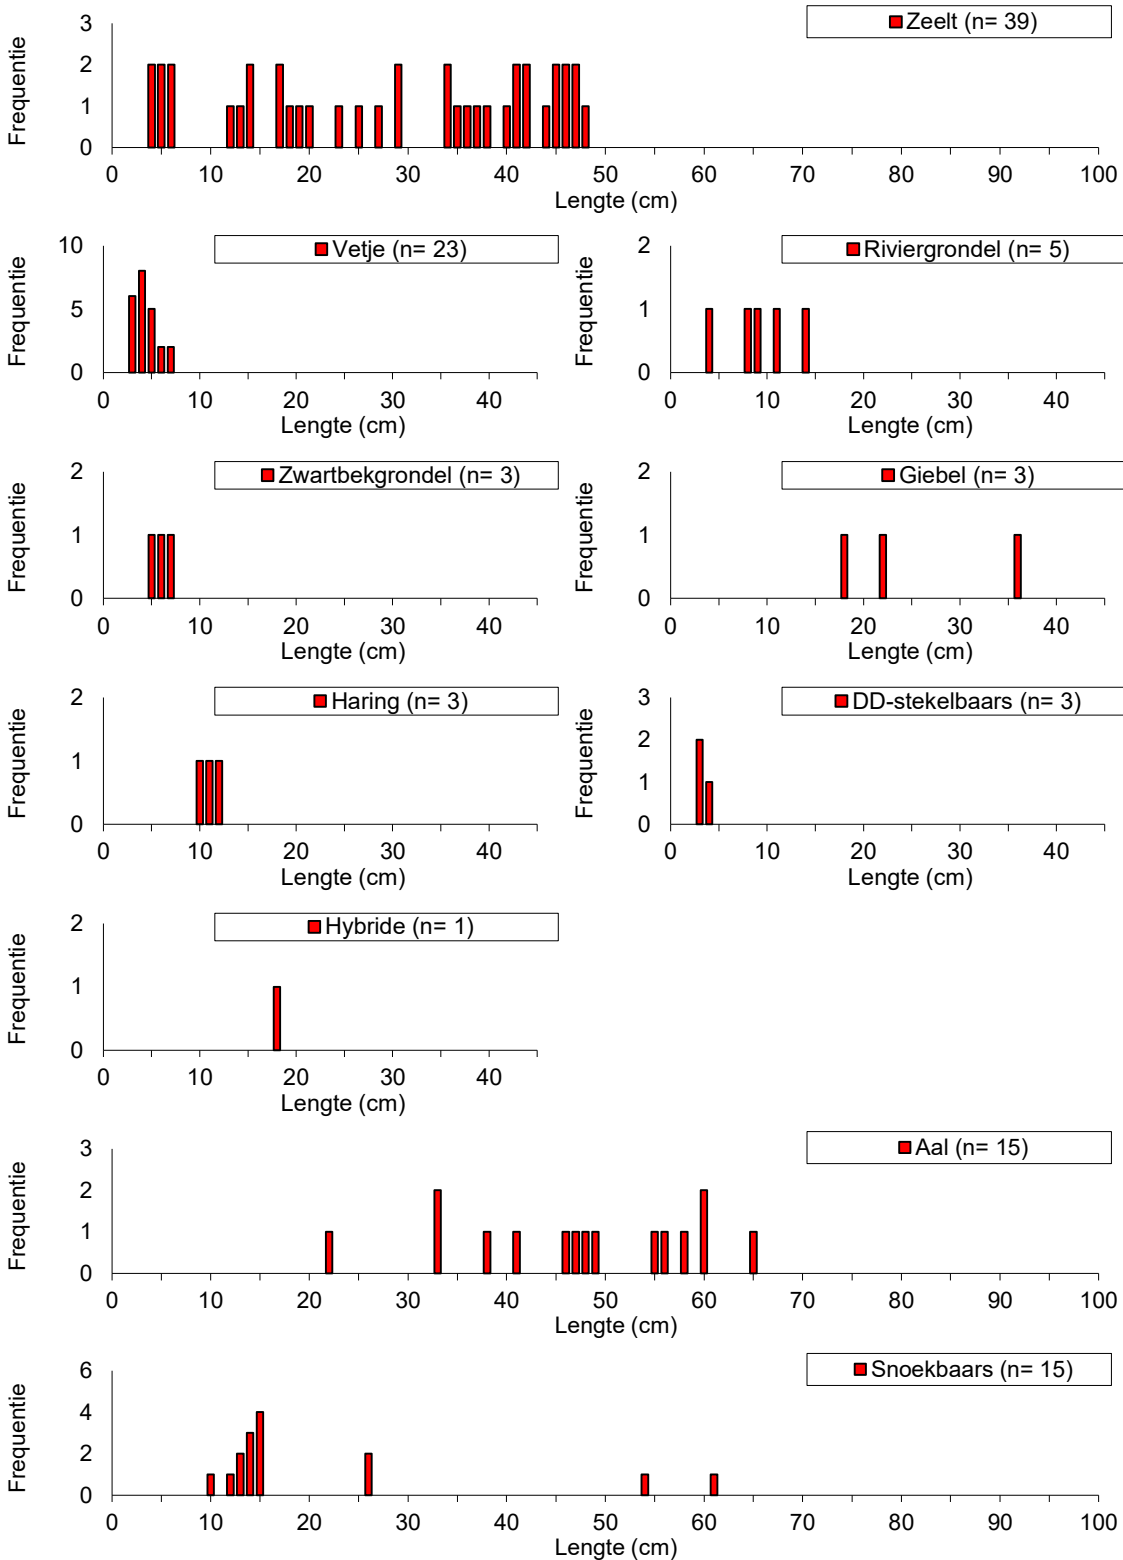 Zeelt (n= 39)
Frequentie
3
2
1
0
0 10 20 30 40 50 60 70 80 90 100
Lengte (cm)
Vetje (n= 23)
Frequentie
10
5
0
0 10 20 30 40
Lengte (cm)
Riviergrondel (n= 5)
Frequentie
2
1
0
0 10 20 30 40
Lengte (cm)
Zwartbekgrondel (n= 3)
Frequentie
2
1
0
0 10 20 30 40
Lengte (cm)
Giebel (n= 3)
Frequentie
2
1
0
0 10 20 30 40
Lengte (cm)
Haring (n= 3)
Frequentie
2
1
0
0 10 20 30 40
Lengte (cm)
DD-stekelbaars (n= 3)
Frequentie
3
2
1
0
0 10 20 30 40
Lengte (cm)
Hybride (n= 1)
Frequentie
2
1
0
0 10 20 30 40
Lengte (cm)
Aal (n= 15)
Frequentie
3
2
1
0
0 10 20 30 40 50 60 70 80 90 100
Lengte (cm)
Snoekbaars (n= 15)
Frequentie
6
4
2
0
0 10 20 30 40 50 60 70 80 90 100
Lengte (cm)